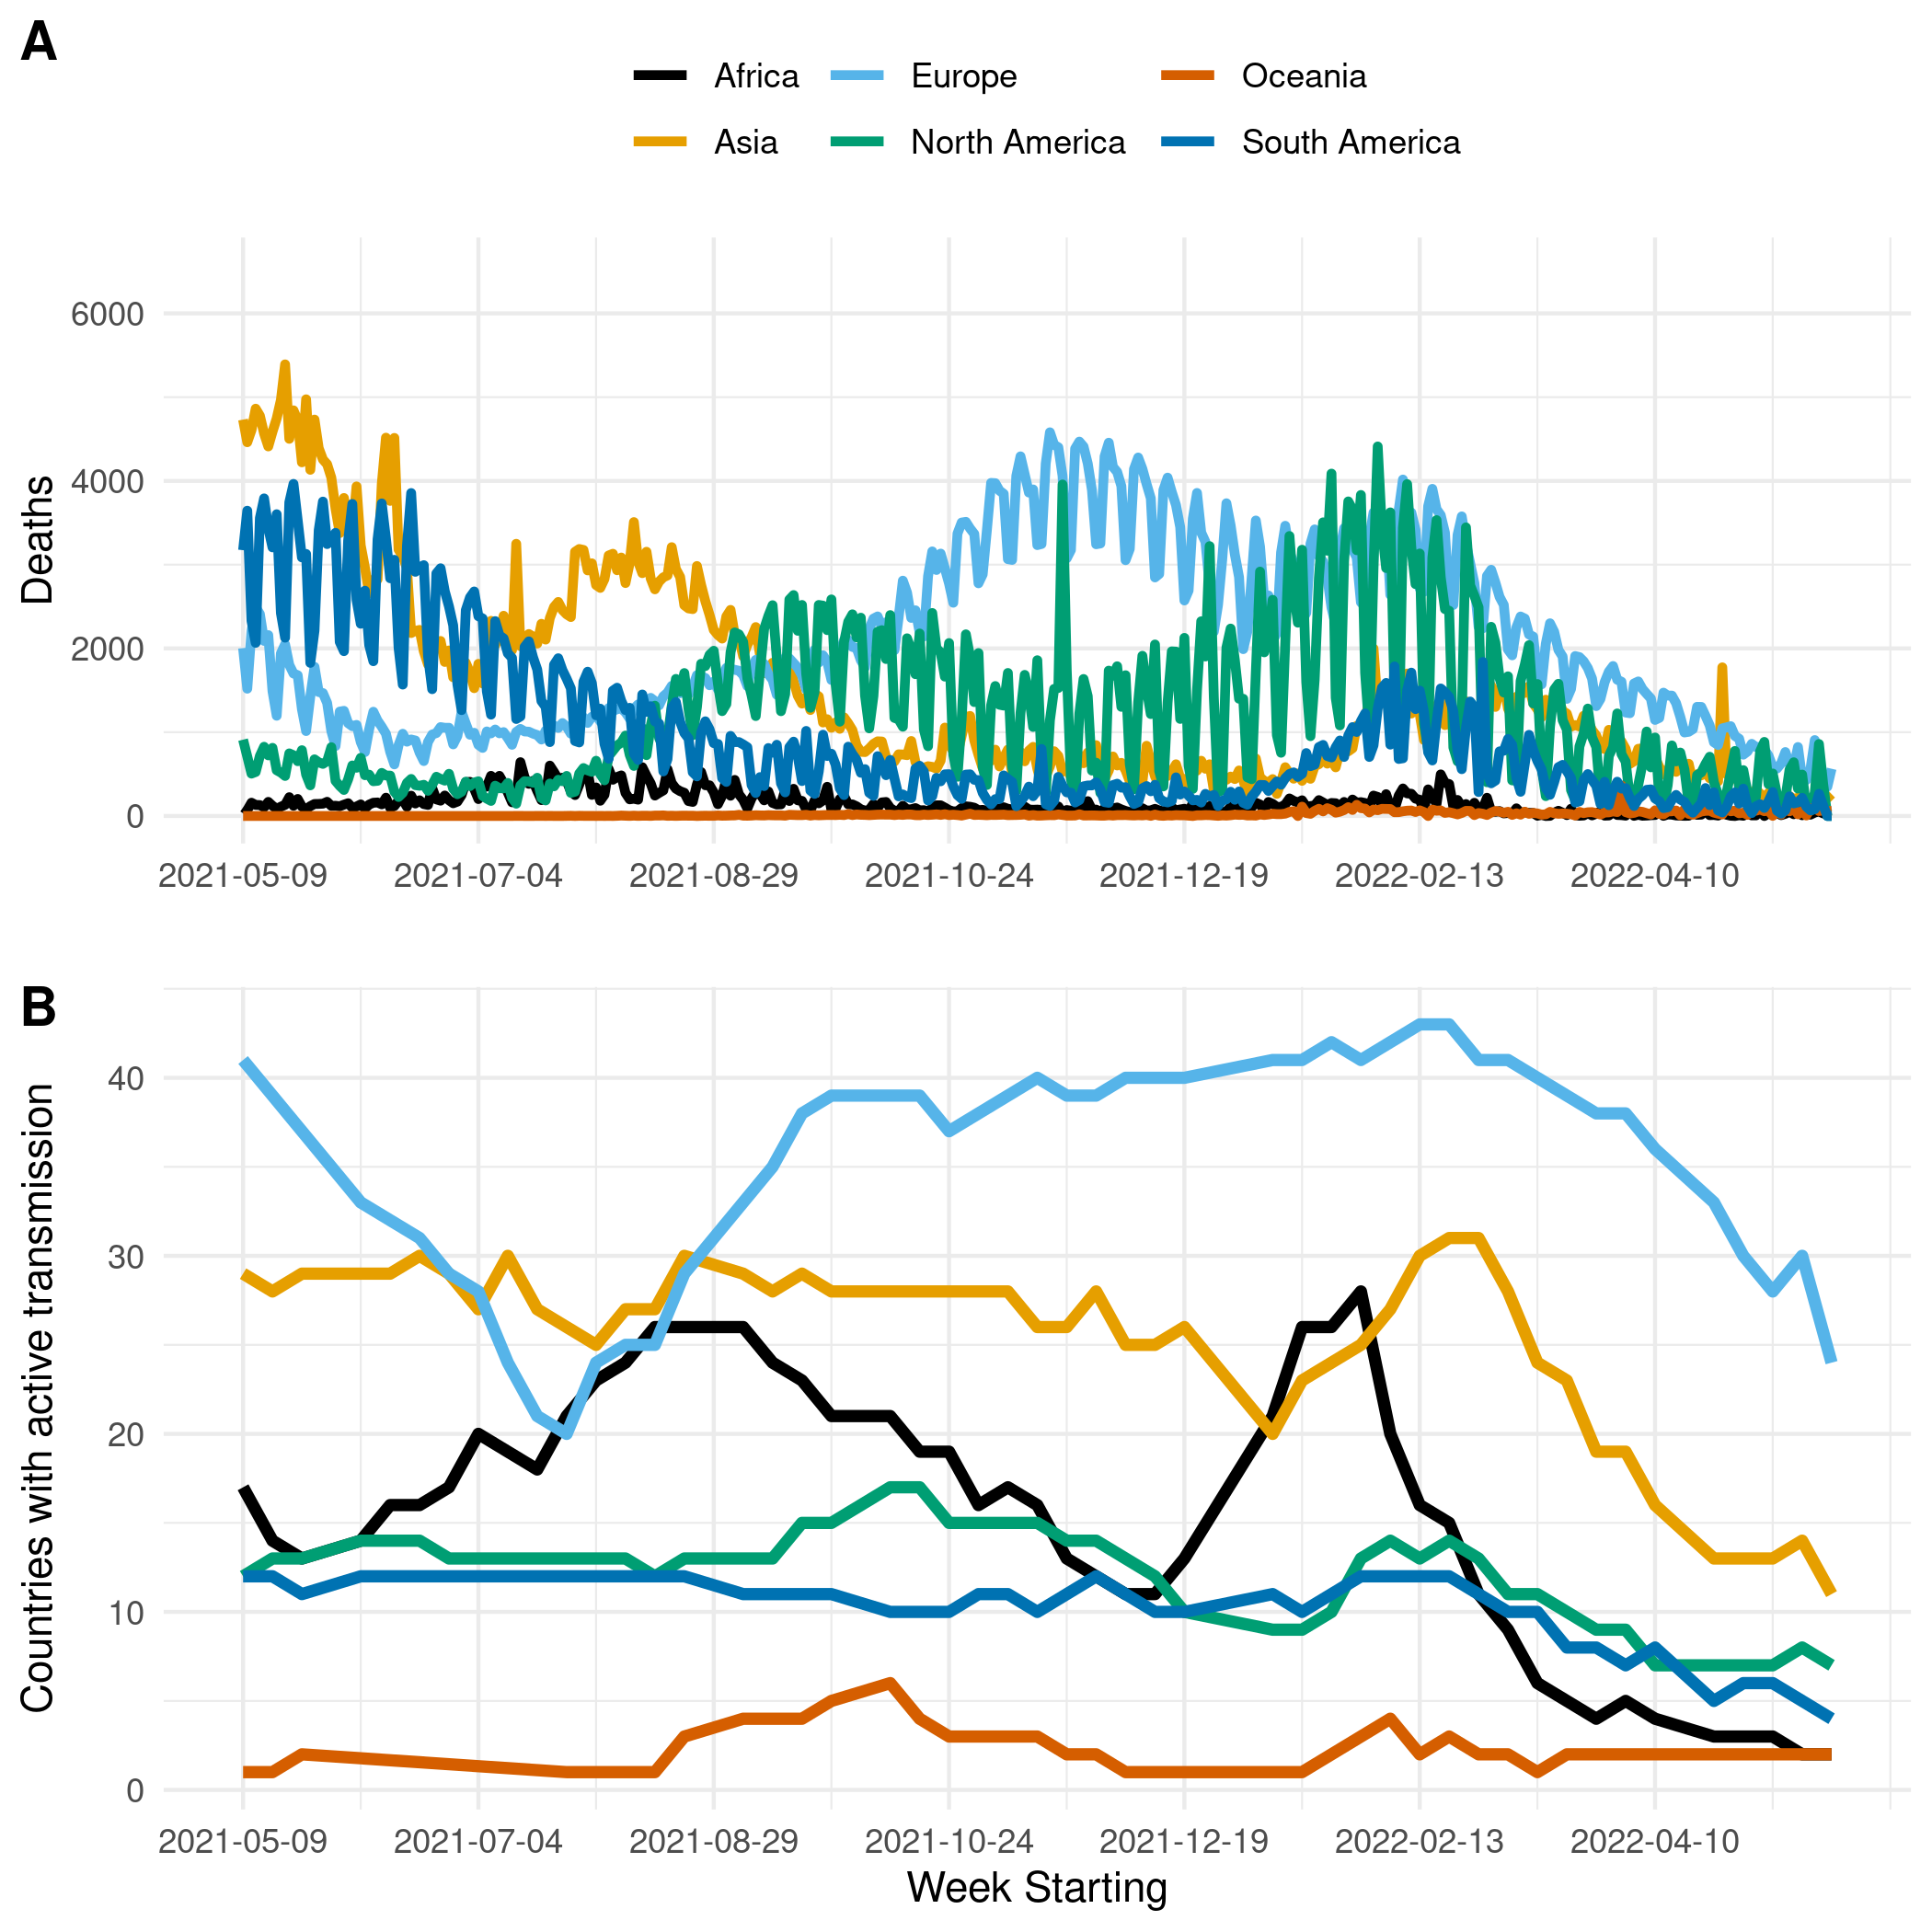 A
Africa Europe Oceania
Asia North America South America
Deaths
6000
4000
2000
0
2021-05-09 2021-07-04 2021-08-29 2021-10-24 2021-12-19 2022-02-13 2022-04-10
B
Countries with active transmission
40
30
20
10
0
2021-05-09 2021-07-04 2021-08-29 2021-10-24 2021-12-19 2022-02-13 2022-04-10
Week Starting